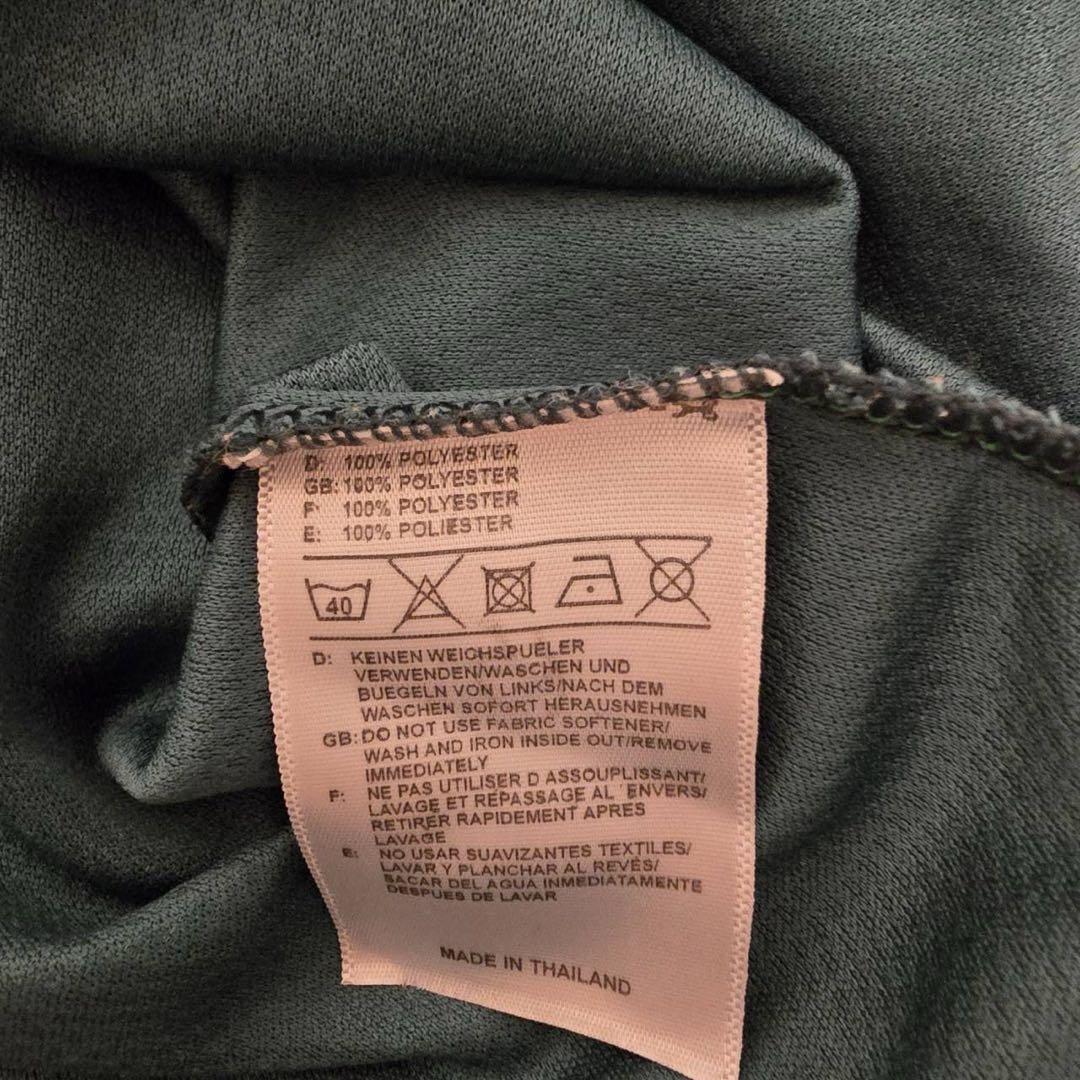 D: 100% POLYESTER
GB: 100% POLYESTER
F: 100% POLYESTER
E: 100% POLIESTER
40
D: KEINEN WEICHSPUELER
VERWENDEN/WASCHEN UND
BUEGELN VON LINKS/NACH DEM
WASCHEN SOFORT HERAUSNEHMEN
GB: DO NOT USE FABRIC SOFTENER/
WASH AND IRON INSIDE OUT/REMOVE
IMMEDIATELY
F: NE PAS UTILISER D ASSOUPLISSANT/
LAVAGE ET REPASSAGE AL ́ENVERS/
RETIRER RAPIDEMENT APRES
LAVAGE
E: NO USAR SUAVIZANTES TEXTILES/
LAVAR Y PLANCHAR AL REVÉS/
SACAR DEL AGUA INMEDIATAMENTE
DESPUES DE LAVAR
MADE IN THAILAND